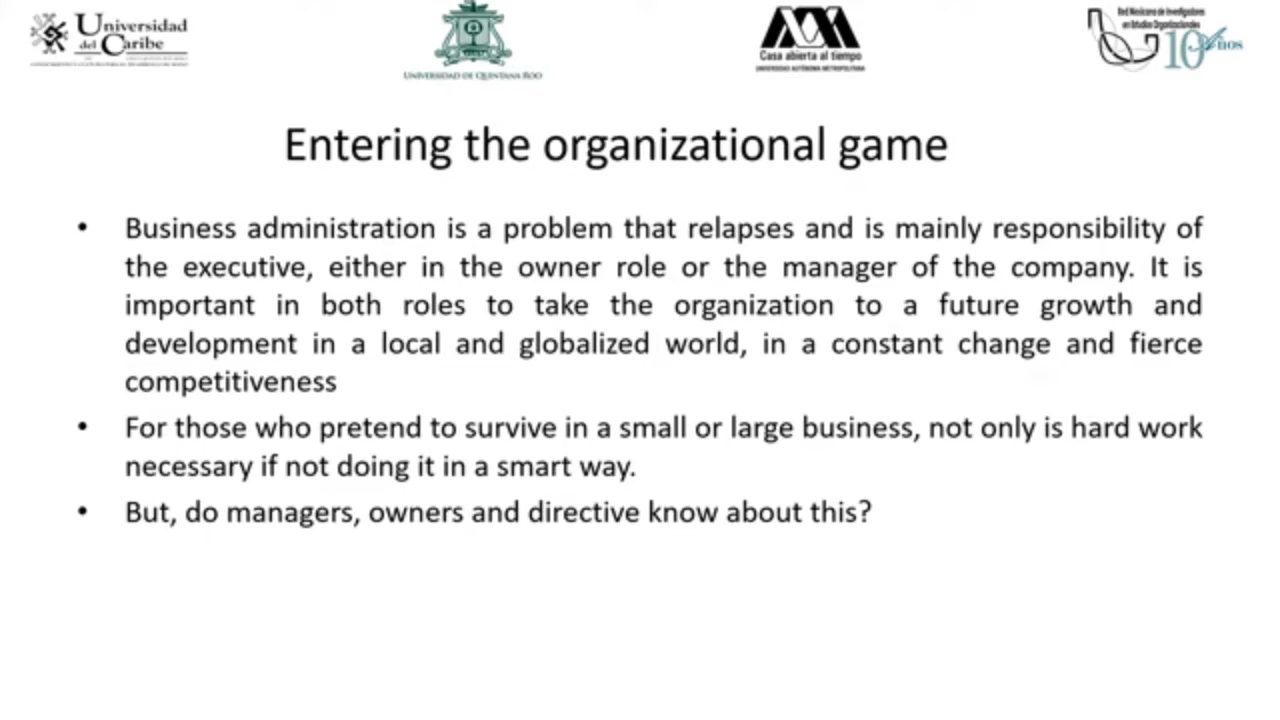 Universidad
del Caribe
UNIVERSIDAD DE QUINTANA ROO
Casa abierta al tiempo
UNIVERSIDAD AUTÓNOMA METROPOLITANA
Red Mexicana de Investigadores
en Estudios Organizacionales
10 Años
Entering the organizational game
• Business administration is a problem that relapses and is mainly responsibility of
the executive, either in the owner role or the manager of the company. It is
important in both roles to take the organization to a future growth and
development in a local and globalized world, in a constant change and fierce
competitiveness
• For those who pretend to survive in a small or large business, not only is hard work
necessary if not doing it in a smart way.
• But, do managers, owners and directive know about this?